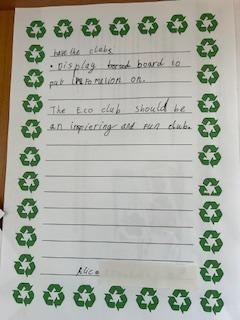 have the clubs
• Display board to
put information on.
The Eco club should be
an inspiering and fun club.
Alice